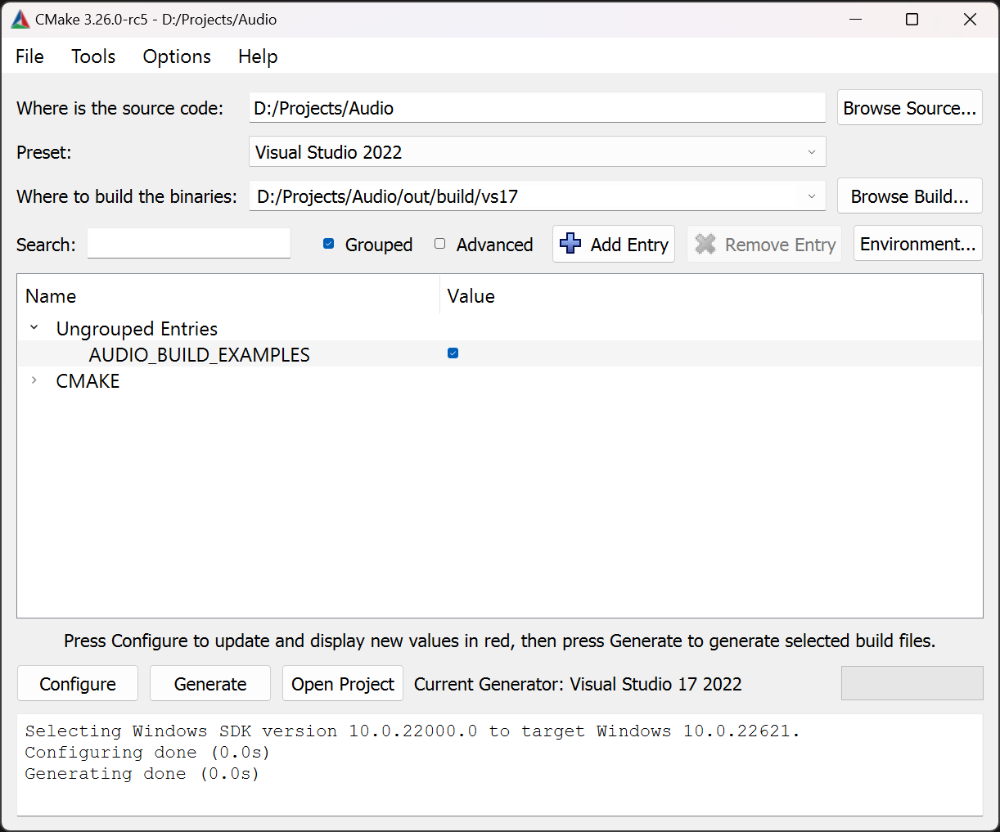 CMake 3.26.0-rc5 - D:/Projects/Audio
File Tools Options Help
Where is the source code: D:/Projects/Audio Browse Source...
Preset: Visual Studio 2022
Where to build the binaries: D:/Projects/Audio/out/build/vs17 Browse Build...
Search: Grouped Advanced Add Entry Remove Entry Environment...
Name Value
Ungrouped Entries
AUDIO_BUILD_EXAMPLES
CMAKE
Press Configure to update and display new values in red, then press Generate to generate selected build files.
Configure Generate Open Project Current Generator: Visual Studio 17 2022
Selecting Windows SDK version 10.0.22000.0 to target Windows 10.0.22621.
Configuring done (0.0s)
Generating done (0.0s)